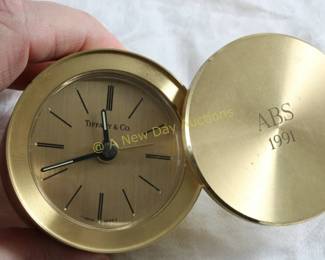 TIFFANY & CO.
© A New Day Auctions
ABS
1991